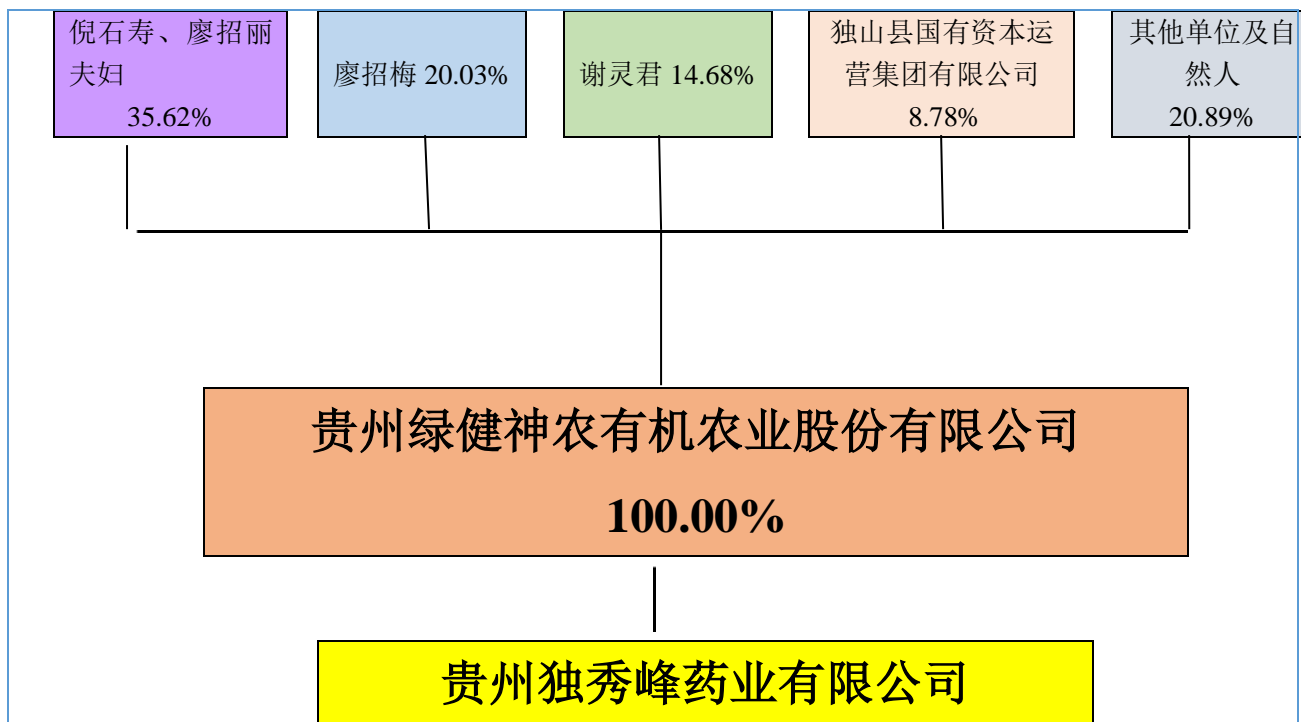 倪石寿、廖招丽
夫妇
35.62%
廖招梅 20.03%
谢灵君 14.68%
独山县国有资本运
营集团有限公司
8.78%
其他单位及自
然人
20.89%
贵州绿健神农有机农业股份有限公司
100.00%
贵州独秀峰药业有限公司